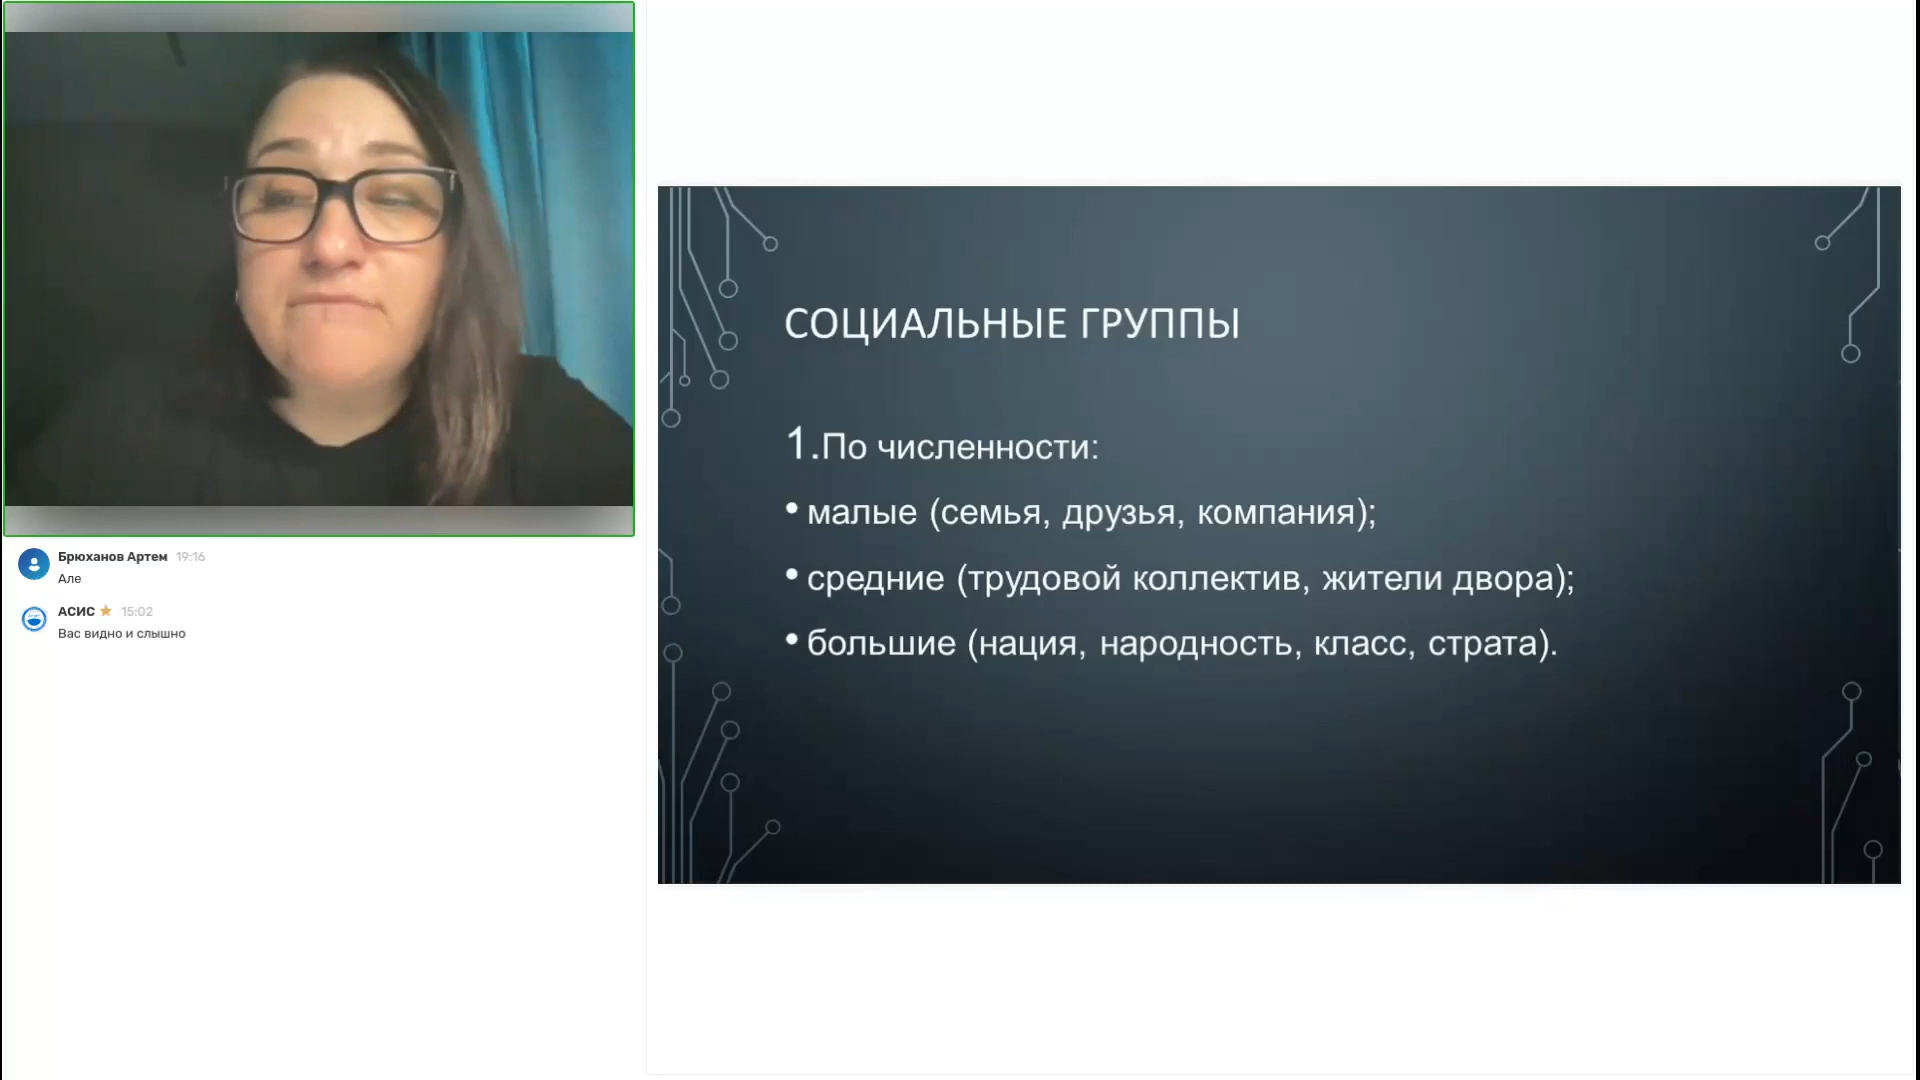 Брюханов Артем 19:16
Але
АСИС 15:02
Вас видно и слышно
СОЦИАЛЬНЫЕ ГРУППЫ
1.По численности:
• малые (семья, друзья, компания);
• средние (трудовой коллектив, жители двора);
• большие (нация, народность, класс, страта).